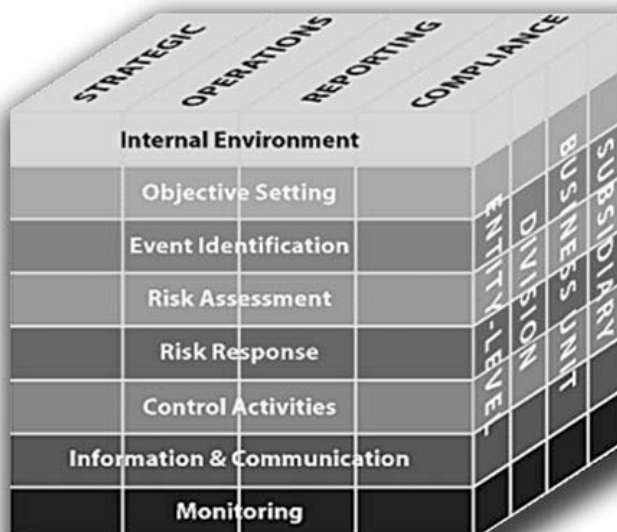 STRATEGIC
OPERATIONS
REPORTING
COMPLIANCE
Internal Environment
Objective Setting
Event Identification
Risk Assessment
Risk Response
Control Activities
Information & Communication
Monitoring
ENTITY-LEVEL
DIVISION
BUSINESS UNIT
SUBSIDIARY